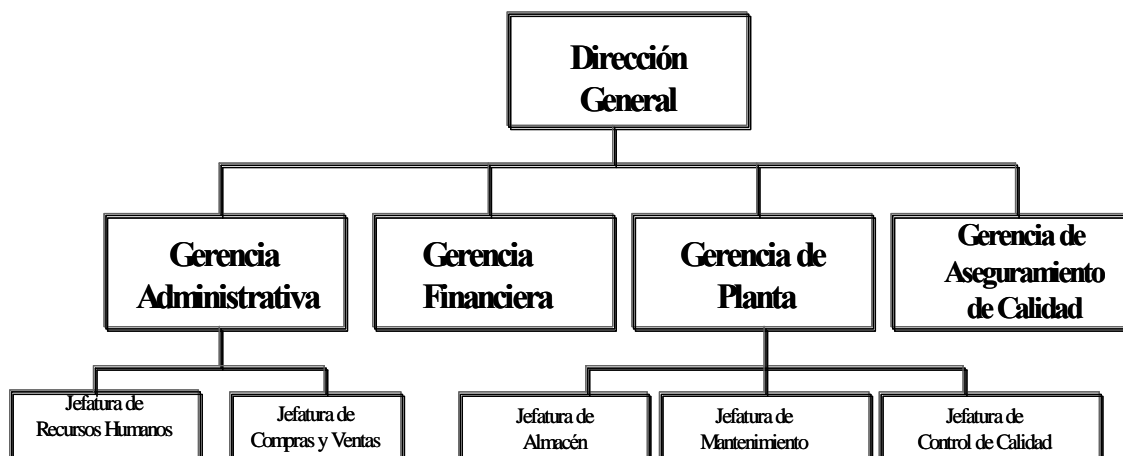 Dirección
General
Gerencia
Administrativa
Gerencia
Financiera
Gerencia de
Planta
Gerencia de
Aseguramiento
de Calidad
Jefatura de
Recursos Humanos
Jefatura de
Compras y Ventas
Jefatura de
Almacén
Jefatura de
Mantenimiento
Jefatura de
Control de Calidad